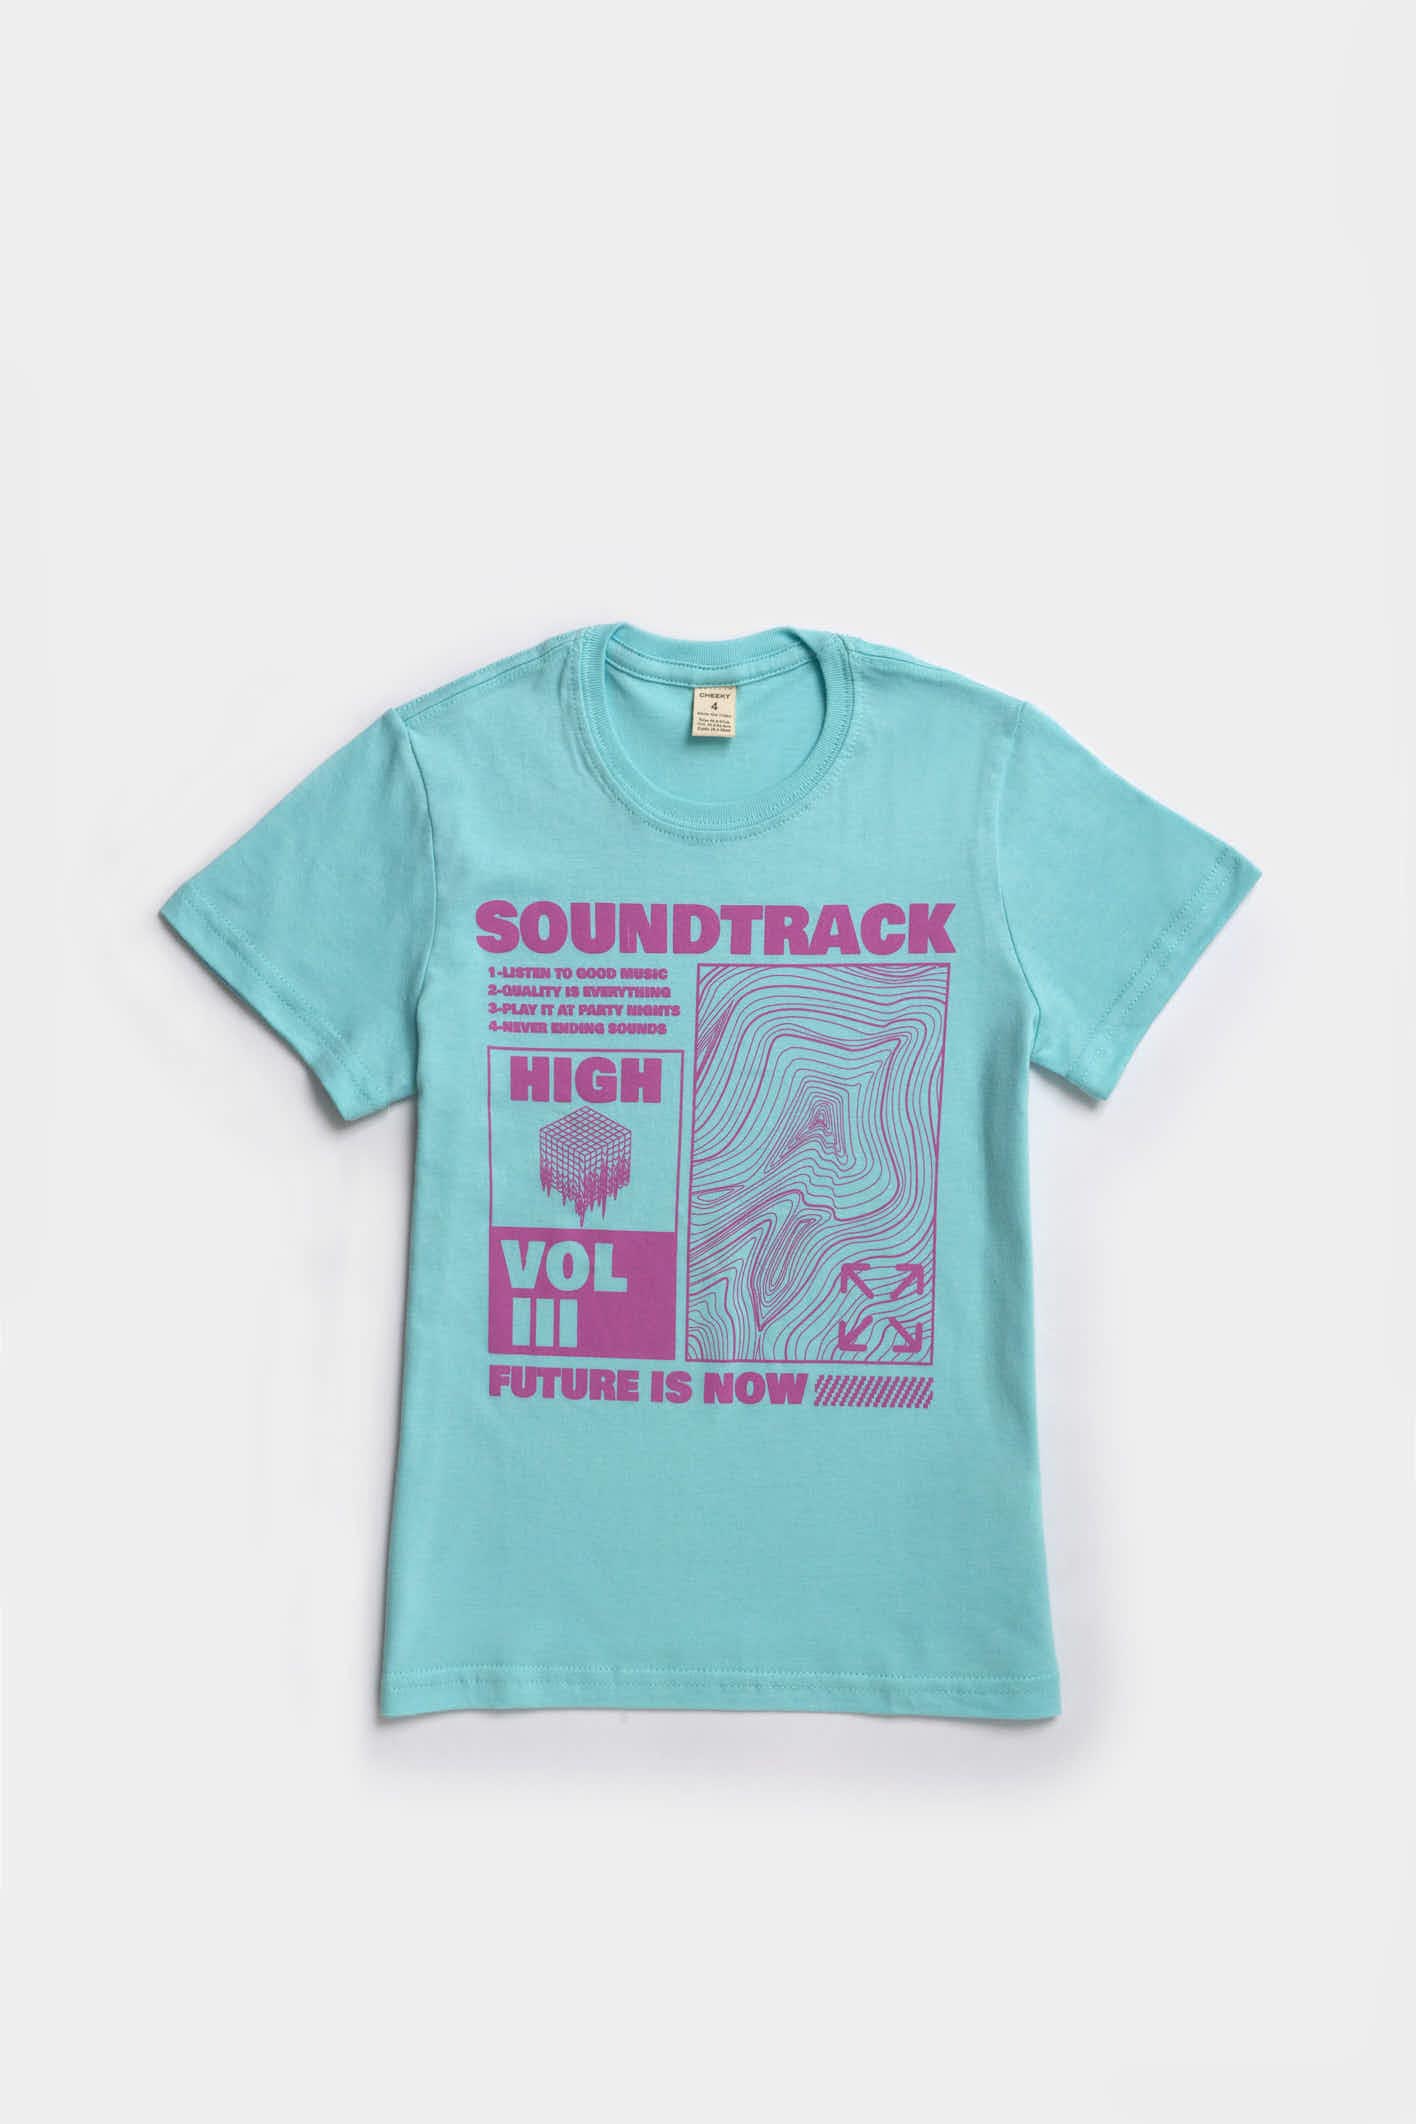 CHEEKY
4
SOUNDTRACK
1-LISTEN TO GOOD MUSIC
2-QUALITY IS EVERYTHING
3-PLAY IT AT PARTY NIGHTS
4-NEVER ENDING SOUNDS
HIGH
VOL
III
FUTURE IS NOW